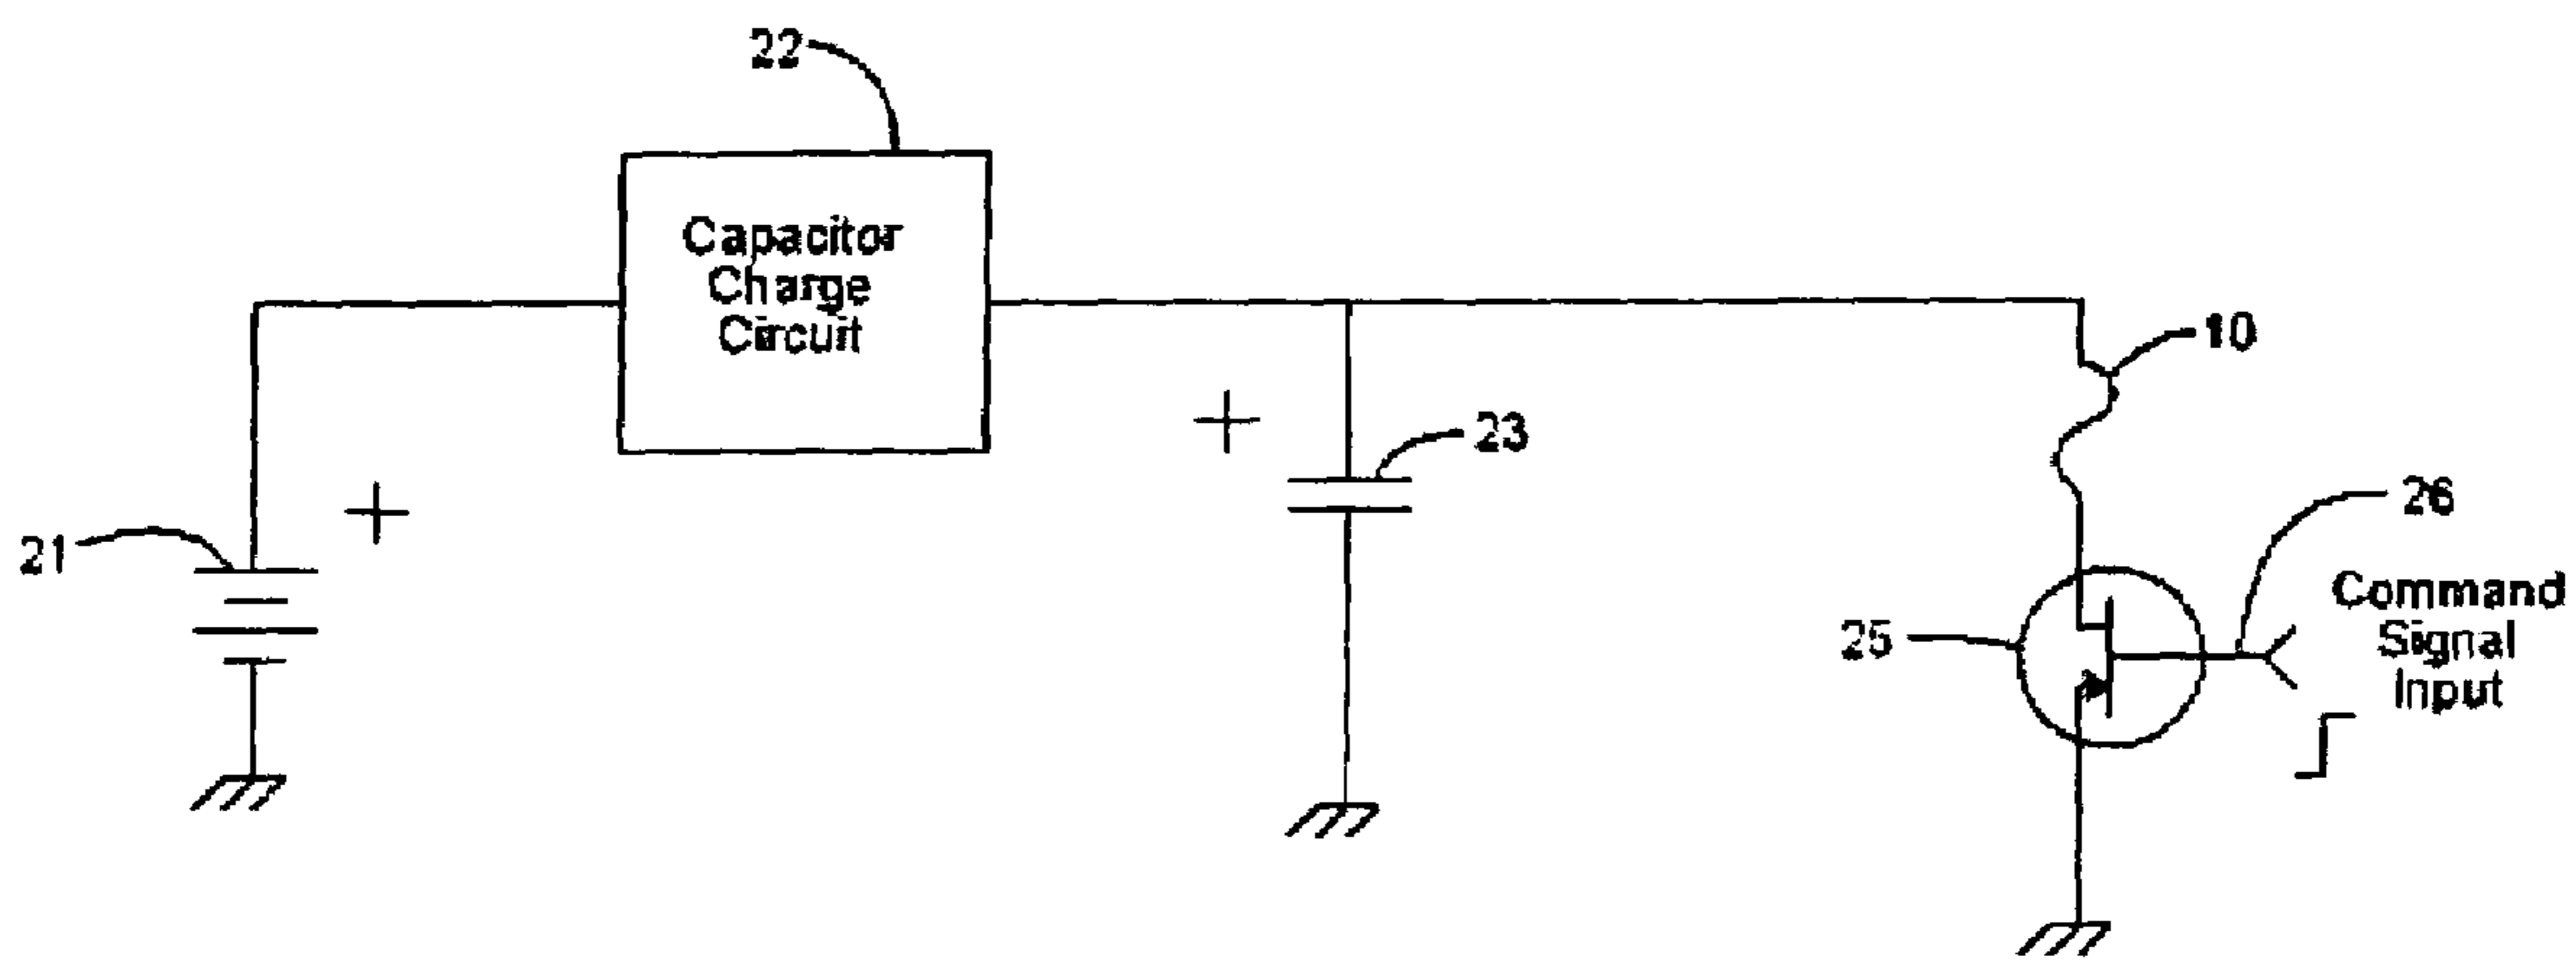 22
Capacitor
Charge
Circuit
10
23
26
21
Command
Signal
Input
25